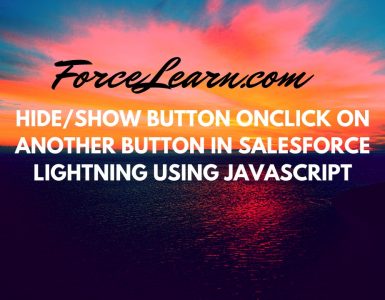 ForceLearn.com
HIDE/SHOW BUTTON ONCLICK ON
ANOTHER BUTTON IN SALESFORCE
LIGHTNING USING JAVASCRIPT